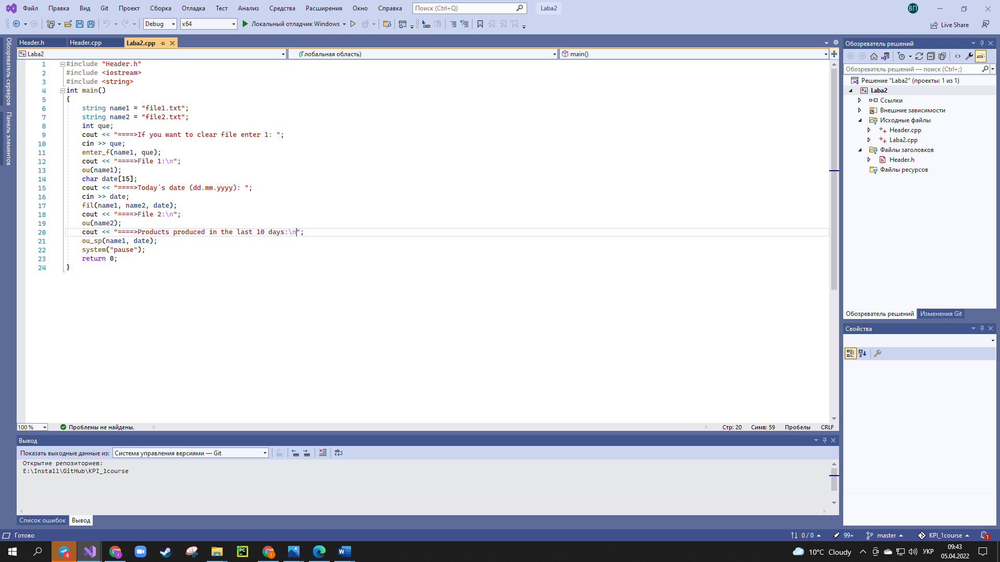 Файл Правка Вид Git Проект Сборка Отладка Тест Анализ Средства Расширения Окно Справка Поиск (Ctrl+Q) Laba2 ВП
Debug x64 Локальный отладчик Windows Live Share
Обозреватель серверов
Панель элементов
Header.h Header.cpp Laba2.cpp
Laba2 (Глобальная область) main()
1 #include "Header.h"
2 #include <iostream>
3 #include <string>
4 int main()
5 {
6 string name1 = "file1.txt";
7 string name2 = "file2.txt";
8 int que;
9 cout << "====>If you want to clear file enter 1: ";
10 cin >> que;
11 enter_f(name1, que);
12 cout << "====>File 1:\n";
13 ou(name1);
14 char date[15];
15 cout << "====>Today`s date (dd.mm.yyyy): ";
16 cin >> date;
17 fil(name1, name2, date);
18 cout << "====>File 2:\n";
19 ou(name2);
20 cout << "====>Products produced in the last 10 days:\n";
21 ou_sp(name1, date);
22 system("pause");
23 return 0;
24 }
100 % Проблемы не найдены. Стр: 20 Симв: 59 Пробелы CRLF
Вывод
Показать выходные данные из: Система управления версиями — Git
Открытие репозиториев:
E:\Install\GitHub\KPI_1course
Список ошибок Вывод
Обозреватель решений
Обозреватель решений — поиск (Ctrl+;)
Решение "Laba2" (проекты: 1 из 1)
Laba2
Ссылки
Внешние зависимости
Исходные файлы
Header.cpp
Laba2.cpp
Файлы заголовков
Header.h
Файлы ресурсов
Обозреватель решений Изменения Git
Свойства
Готово 0 / 0 99+ master KPI_1course 1
4 PC W 10°C Cloudy УКР 09:43
05.04.2022